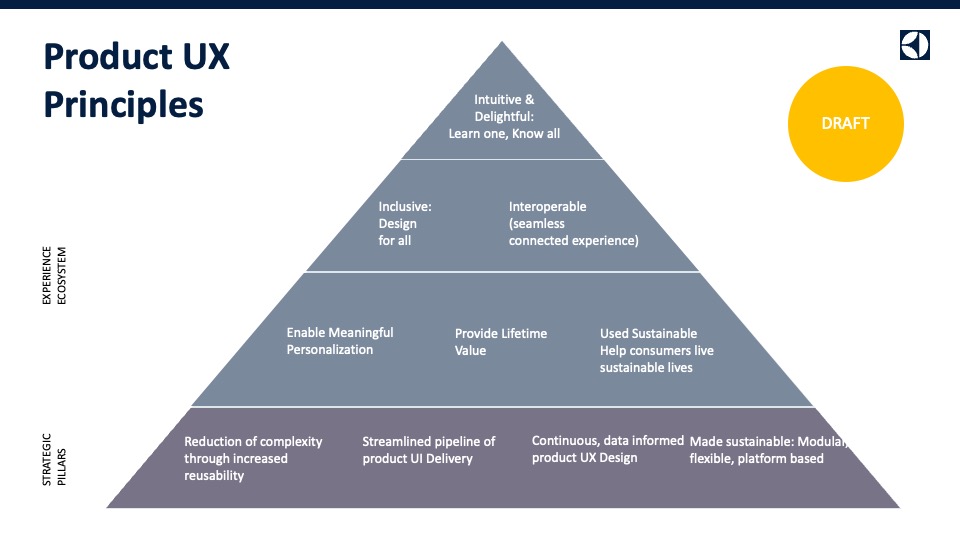 Product UX
Principles
DRAFT
Intuitive &
Delightful:
Learn one, Know all
Inclusive:
Design
for all
Interoperable
(seamless
connected experience)
EXPERIENCE
ECOSYSTEM
Enable Meaningful
Personalization
Provide Lifetime
Value
Used Sustainable
Help consumers live
sustainable lives
STRATEGIC
PILLARS
Reduction of complexity
through increased
reusability
Streamlined pipeline of
product UI Delivery
Continuous, data informed
product UX Design
Made sustainable: Modular,
flexible, platform based